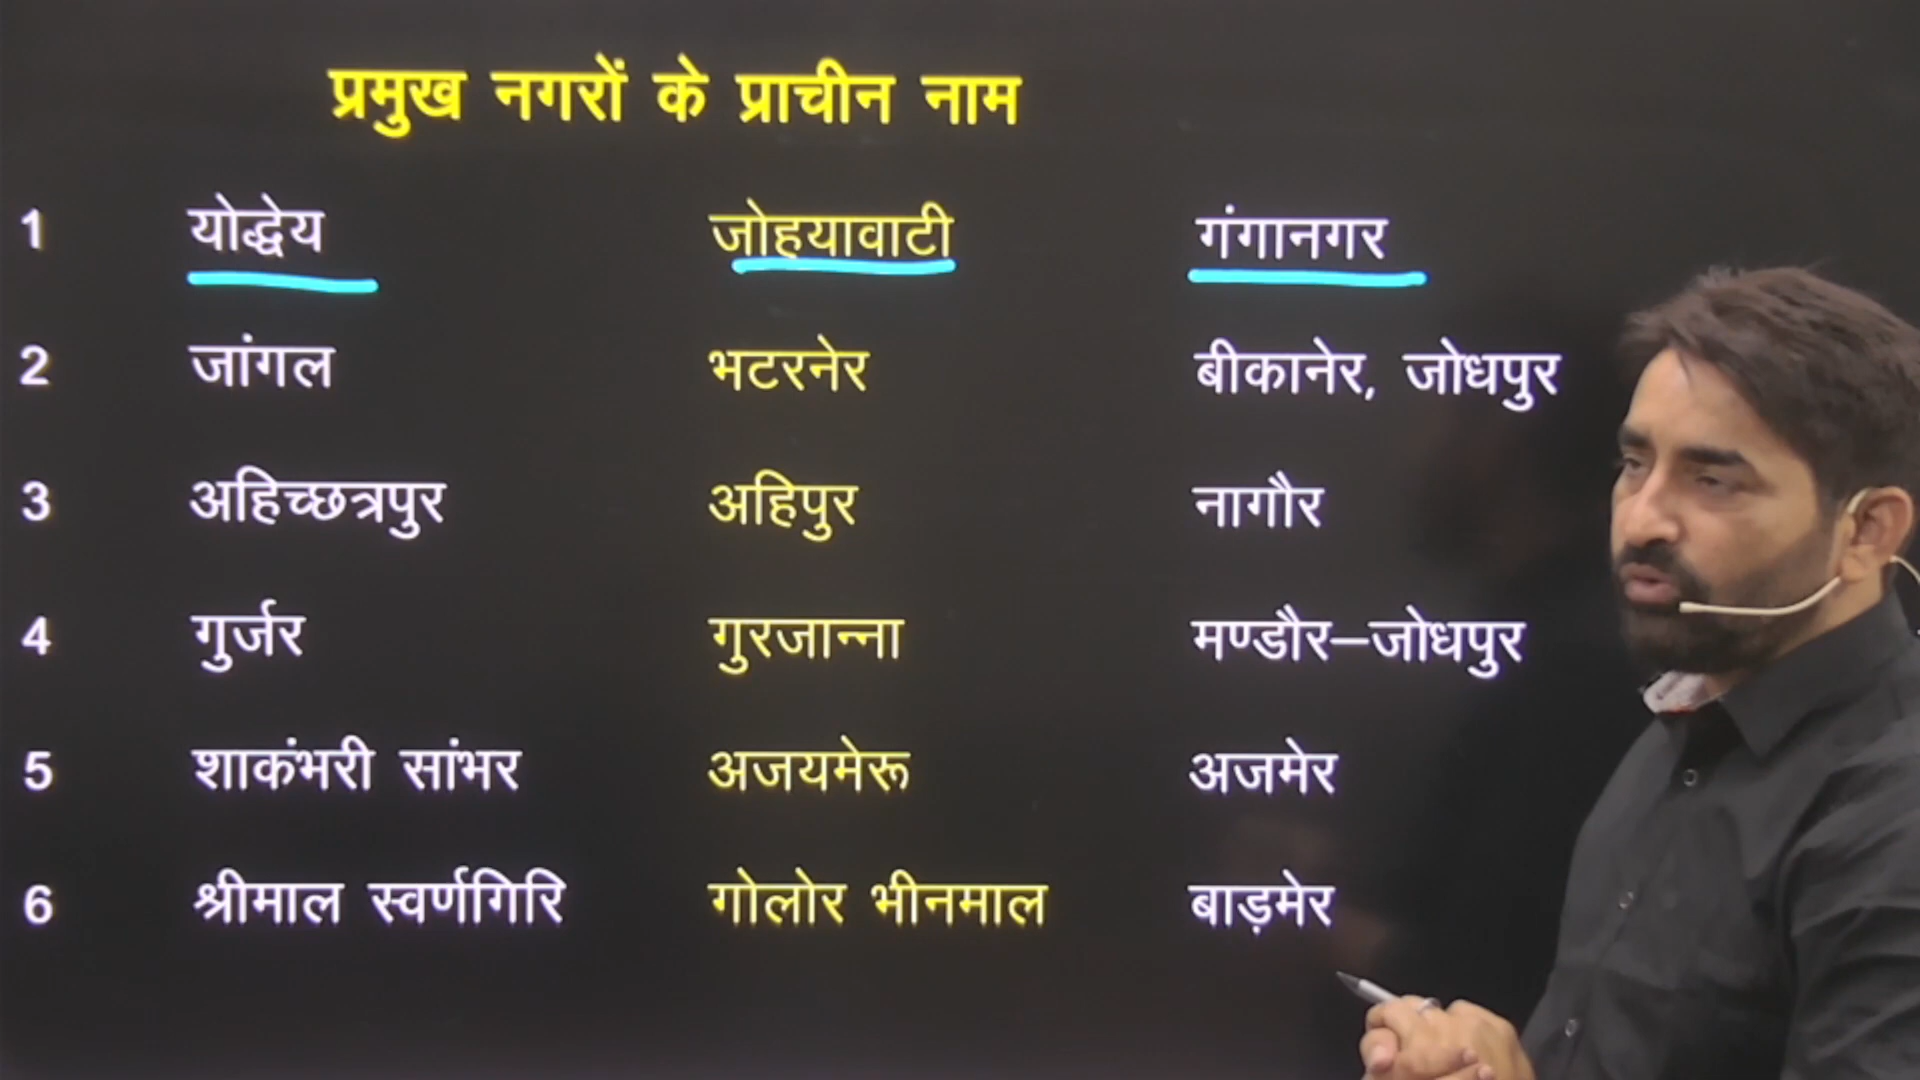 प्रमुख नगरों के प्राचीन नाम
1 योद्धेय जोहयावाटी गंगानगर
2 जांगल भटरनेर बीकानेर, जोधपुर
3 अहिच्छत्रपुर अहिपुर नागौर
4 गुर्जर गुरजान्ना मण्डौर–जोधपुर
5 शाकंभरी सांभर अजयमेरू अजमेर
6 श्रीमाल स्वर्णगिरि गोलोर भीनमाल बाड़मेर